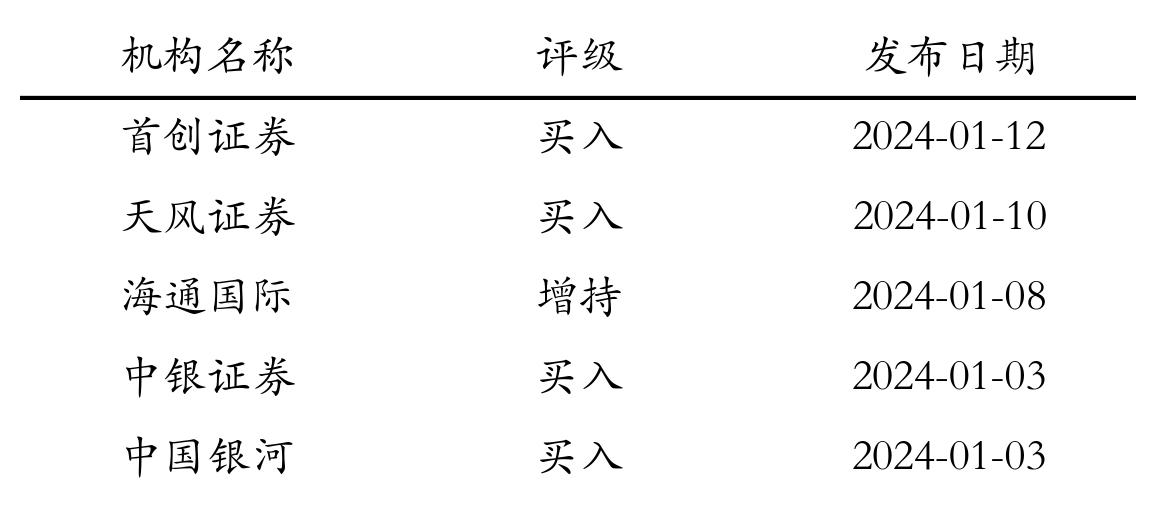 机构名称 评级 发布日期
首创证券 买入 2024-01-12
天风证券 买入 2024-01-10
海通国际 增持 2024-01-08
中银证券 买入 2024-01-03
中国银河 买入 2024-01-03